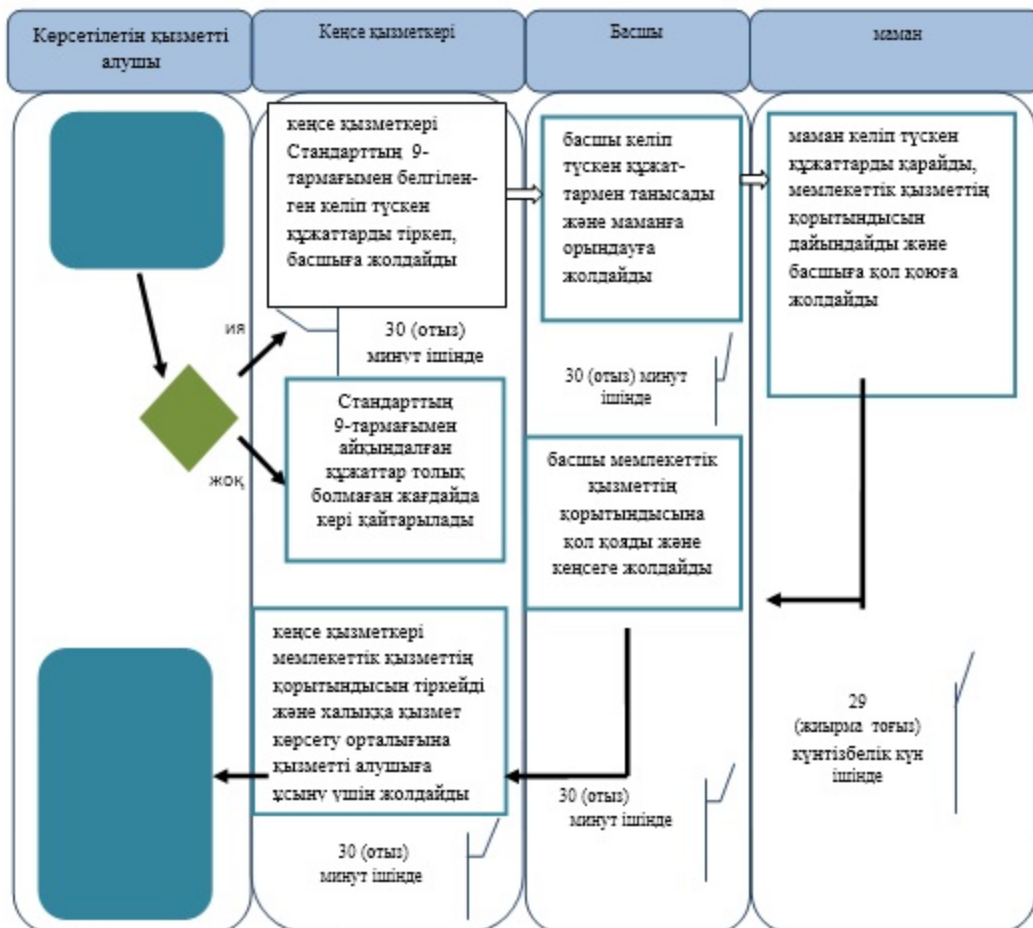 Көрсетілетін қызметті
алушы
Кеңсе қызметкері
Басшы
маман
кеңсе қызметкері
Стандарттың 9-
тармағымен белгілен-
ген келіп түскен
құжаттарды тіркеп,
басшыға жолдайды
басшы келіп
түскен құжат-
тармен танысады
және маманға
орындауға
жолдайды
маман келіп түскен
құжаттарды қарайды,
мемлекеттік қызметтің
қорытындысын
дайындайды және
басшыға қол қоюға
жолдайды
ия
30 (отыз)
минут ішінде
30 (отыз) минут
ішінде
жоқ
Стандарттың
9-тармағымен
айқындалған
құжаттар толық
болмаған жағдайда
кері қайтарылады
басшы мемлекеттік
қызметтің
қорытындысына
қол қояды және
кеңсеге жолдайды
кеңсе қызметкері
мемлекеттік қызметтің
қорытындысын тіркейді
және халыққа қызмет
көрсету орталығына
қызметті алушыға
ұсыну үшін жолдайды
29
(жиырма тоғыз)
күнтізбелік күн
ішінде
30 (отыз)
минут ішінде
30 (отыз)
минут ішінде